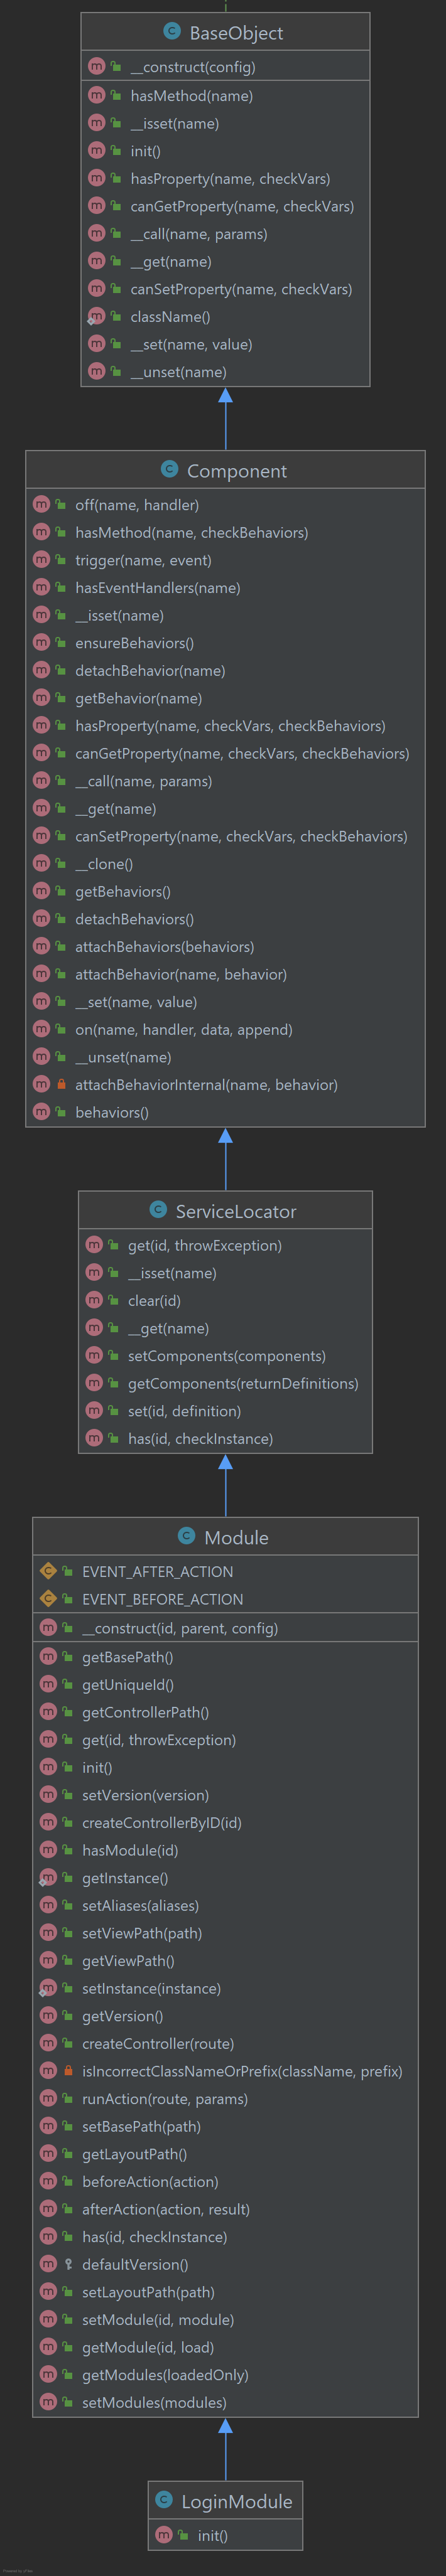 BaseObject
__construct(config)
hasMethod(name)
__isset(name)
init()
hasProperty(name, checkVars)
canGetProperty(name, checkVars)
__call(name, params)
__get(name)
canSetProperty(name, checkVars)
className()
__set(name, value)
__unset(name)
Component
off(name, handler)
hasMethod(name, checkBehaviors)
trigger(name, event)
hasEventHandlers(name)
__isset(name)
ensureBehaviors()
detachBehavior(name)
getBehavior(name)
hasProperty(name, checkVars, checkBehaviors)
canGetProperty(name, checkVars, checkBehaviors)
__call(name, params)
__get(name)
canSetProperty(name, checkVars, checkBehaviors)
__clone()
getBehaviors()
detachBehaviors()
attachBehaviors(behaviors)
attachBehavior(name, behavior)
__set(name, value)
on(name, handler, data, append)
__unset(name)
attachBehaviorInternal(name, behavior)
behaviors()
ServiceLocator
get(id, throwException)
__isset(name)
clear(id)
__get(name)
setComponents(components)
getComponents(returnDefinitions)
set(id, definition)
has(id, checkInstance)
Module
EVENT_AFTER_ACTION
EVENT_BEFORE_ACTION
__construct(id, parent, config)
getBasePath()
getUniqueId()
getControllerPath()
get(id, throwException)
init()
setVersion(version)
createControllerByID(id)
hasModule(id)
getInstance()
setAliases(aliases)
setViewPath(path)
getViewPath()
setInstance(instance)
getVersion()
createController(route)
isIncorrectClassNameOrPrefix(className, prefix)
runAction(route, params)
setBasePath(path)
getLayoutPath()
beforeAction(action)
afterAction(action, result)
has(id, checkInstance)
defaultVersion()
setLayoutPath(path)
setModule(id, module)
getModule(id, load)
getModules(loadedOnly)
setModules(modules)
LoginModule
init()
Powered by yFiles